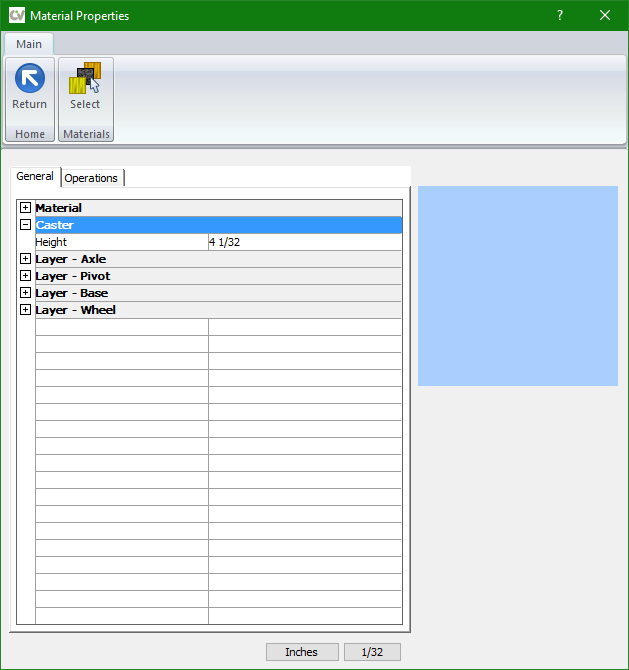 CV Material Properties ?
Main
Return Select
Home Materials
General Operations
Material
Caster
Height 4 1/32
Layer - Axle
Layer - Pivot
Layer - Base
Layer - Wheel
Inches 1/32